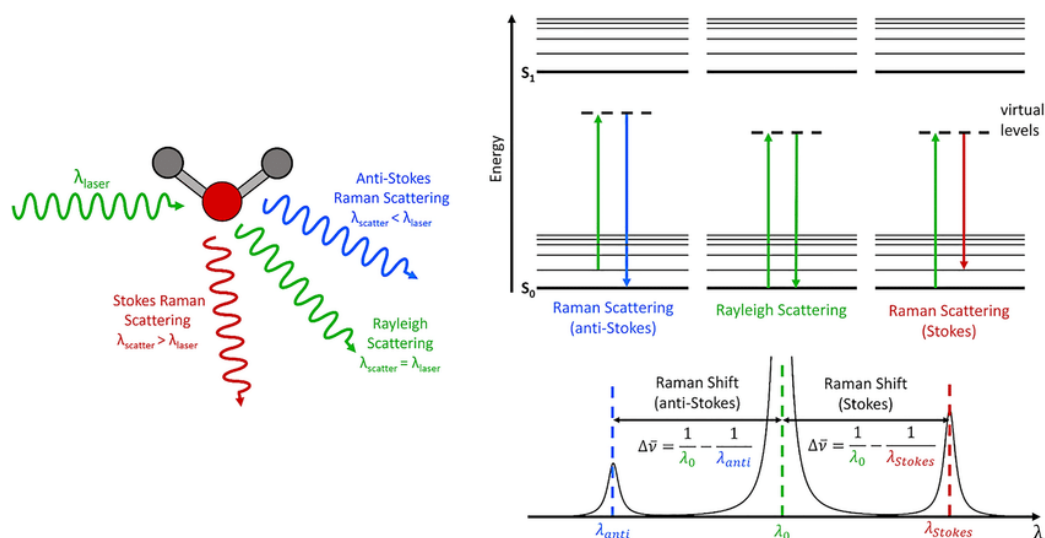 λlaser
Anti-Stokes
Raman Scattering
λscatter < λlaser
Stokes Raman
Scattering
λscatter > λlaser
Rayleigh
Scattering
λscatter = λlaser
Energy
S1
S0
virtual
levels
Raman Scattering
(anti-Stokes)
Rayleigh Scattering
Raman Scattering
(Stokes)
Raman Shift
(anti-Stokes)
Δν̄ = 1/λ0 − 1/λanti
Raman Shift
(Stokes)
Δν̄ = 1/λ0 − 1/λStokes
λanti
λ0
λStokes
λ